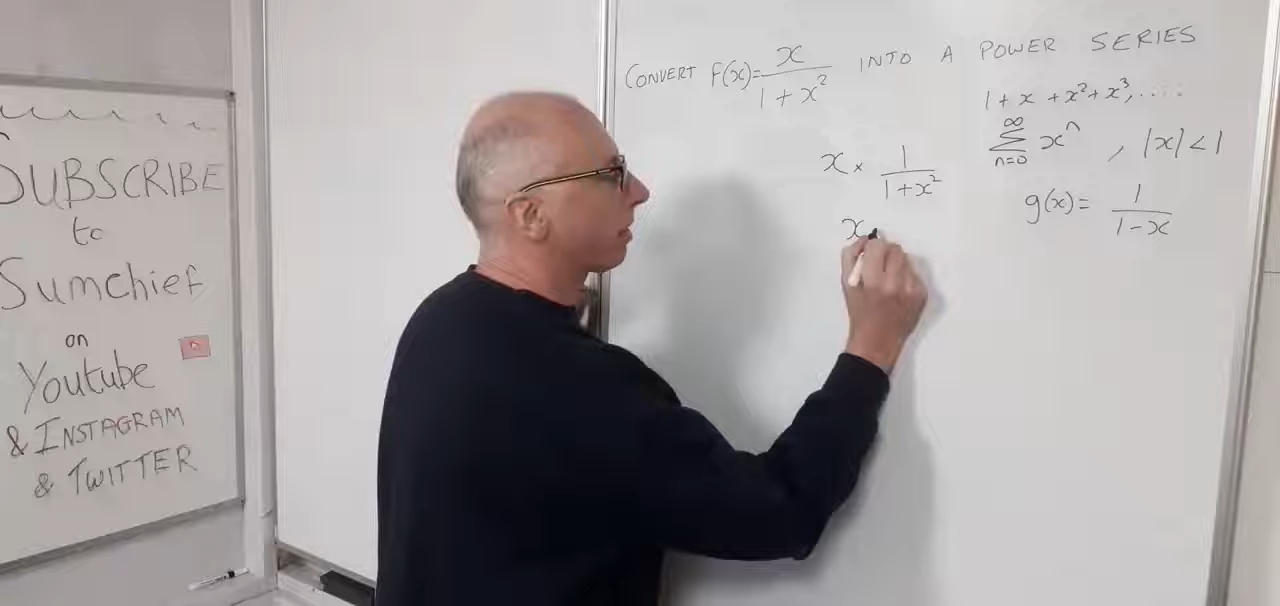 SUBSCRIBE
to
Sumchief
on
Youtube
& INSTAGRAM
& TWITTER
CONVERT F(x)=x/(1+x²) INTO A POWER SERIES
1+x+x²+x³,....
∞
∑ xⁿ , |x|<1
n=0
x × 1/(1+x²)
g(x)= 1/(1-x)
x